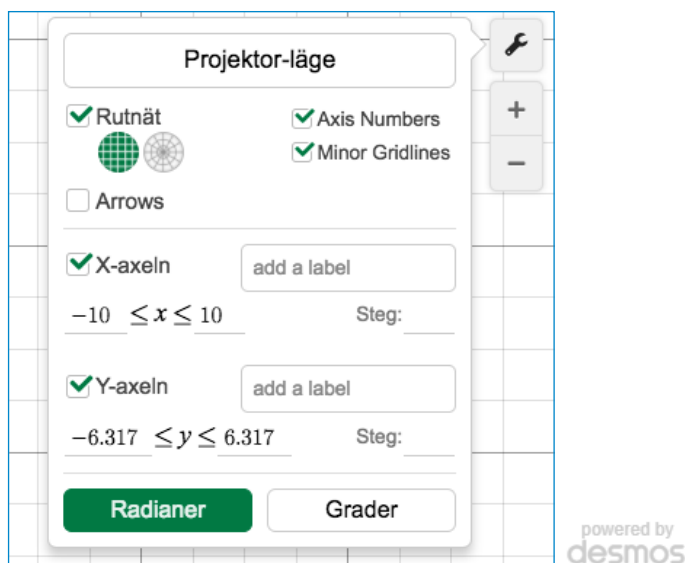 Projektor-läge
Rutnät
Axis Numbers
Minor Gridlines
Arrows
X-axeln
add a label
−10 ≤ x ≤ 10
Steg:
Y-axeln
add a label
−6.317 ≤ y ≤ 6.317
Steg:
Radianer
Grader
+
−
powered by
desmos